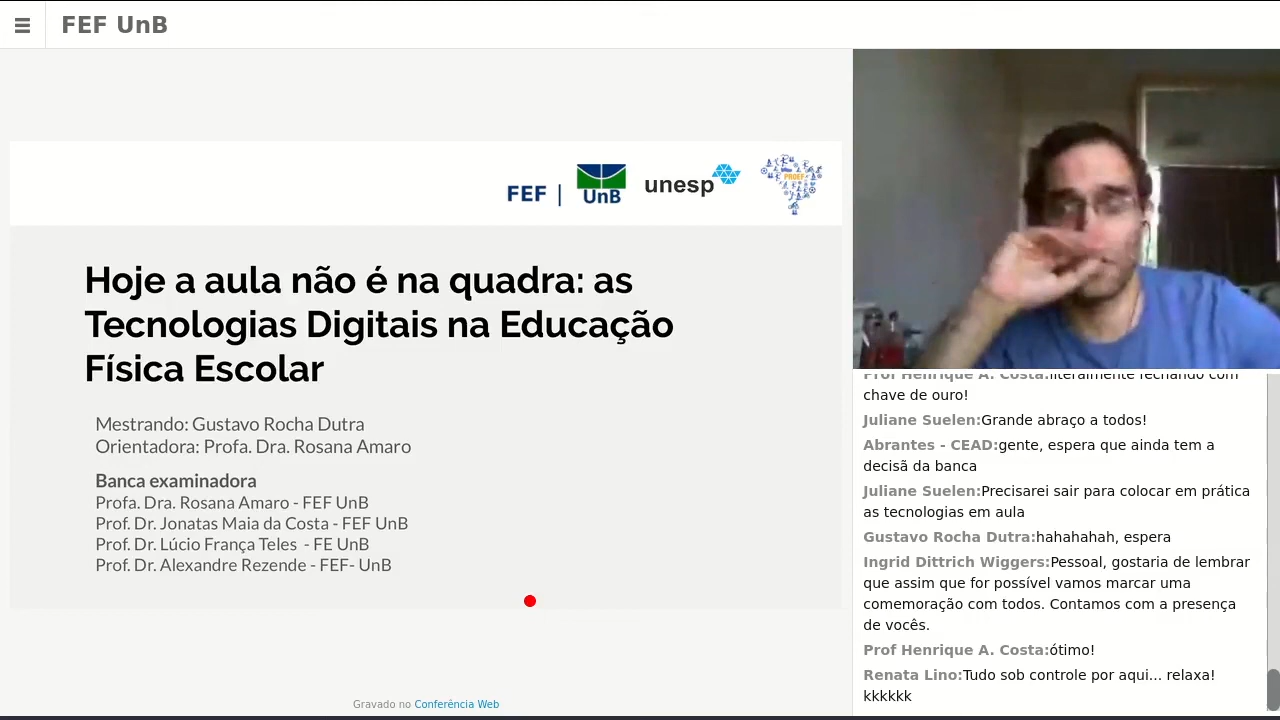 FEF UnB
FEF |
UnB
unesp
PROEF
Hoje a aula não é na quadra: as
Tecnologias Digitais na Educação
Física Escolar
Mestrando: Gustavo Rocha Dutra
Orientadora: Profa. Dra. Rosana Amaro
Banca examinadora
Profa. Dra. Rosana Amaro - FEF UnB
Prof. Dr. Jonatas Maia da Costa - FEF UnB
Prof. Dr. Lúcio França Teles - FE UnB
Prof. Dr. Alexandre Rezende - FEF- UnB
Gravado no Conferência Web
Prof Henrique A. Costa:literalmente fechando com
chave de ouro!
Juliane Suelen:Grande abraço a todos!
Abrantes - CEAD:gente, espera que ainda tem a
decisã da banca
Juliane Suelen:Precisarei sair para colocar em prática
as tecnologias em aula
Gustavo Rocha Dutra:hahahahah, espera
Ingrid Dittrich Wiggers:Pessoal, gostaria de lembrar
que assim que for possível vamos marcar uma
comemoração com todos. Contamos com a presença
de vocês.
Prof Henrique A. Costa:ótimo!
Renata Lino:Tudo sob controle por aqui... relaxa!
kkkkkk